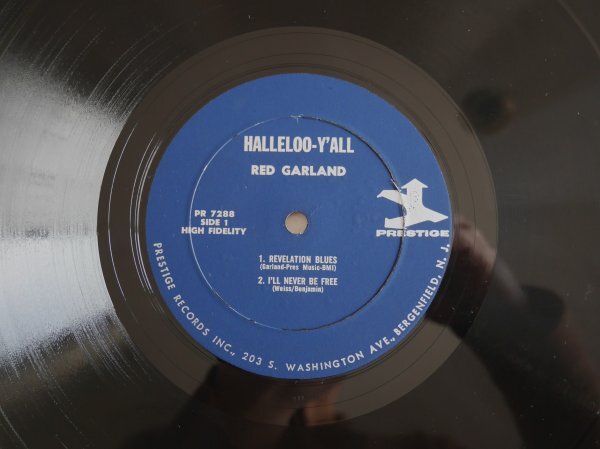 HALLELOO-Y'ALL
RED GARLAND
PR 7288
SIDE 1
HIGH FIDELITY
PRESTIGE
1. REVELATION BLUES
(Garland-Pres Music-BMI)
2. I'LL NEVER BE FREE
(Weiss/Benjamin)
PRESTIGE RECORDS INC., 203 S. WASHINGTON AVE., BERGENFIELD, N. J.